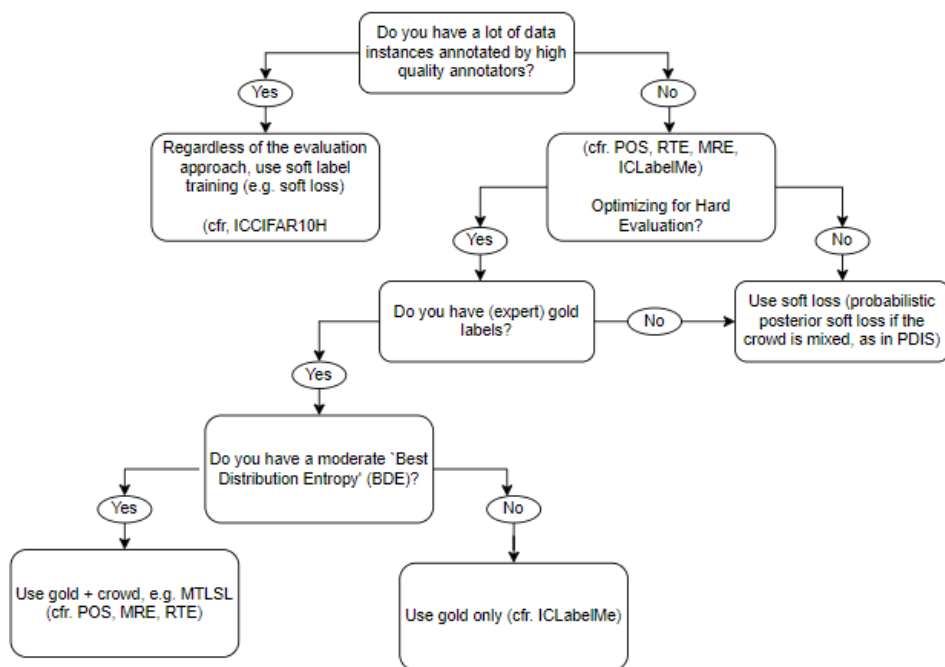 Do you have a lot of data
instances annotated by high
quality annotators?
Yes
No
Regardless of the evaluation
approach, use soft label
training (e.g. soft loss)
(cfr, ICCIFAR10H
(cfr. POS, RTE, MRE,
ICLabelMe)
Optimizing for Hard
Evaluation?
Yes
No
Do you have (expert) gold
labels?
No
Use soft loss (probabilistic
posterior soft loss if the
crowd is mixed, as in PDIS)
Yes
Do you have a moderate `Best
Distribution Entropy' (BDE)?
Yes
No
Use gold + crowd, e.g. MTLSL
(cfr. POS, MRE, RTE)
Use gold only (cfr. ICLabelMe)